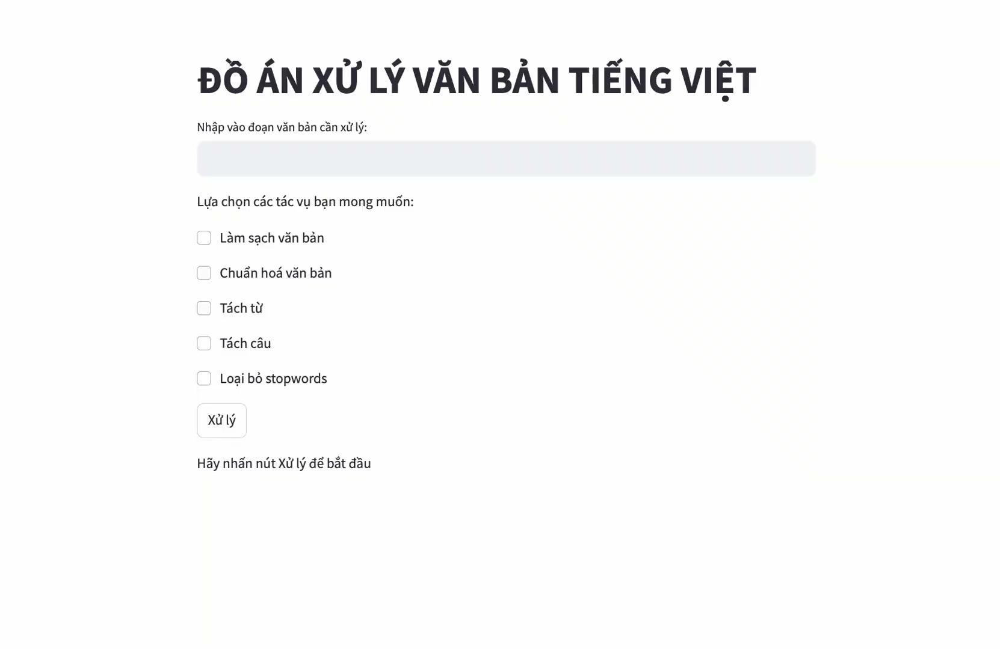 ĐỒ ÁN XỬ LÝ VĂN BẢN TIẾNG VIỆT
Nhập vào đoạn văn bản cần xử lý:
Lựa chọn các tác vụ bạn mong muốn:
Làm sạch văn bản
Chuẩn hoá văn bản
Tách từ
Tách câu
Loại bỏ stopwords
Xử lý
Hãy nhấn nút Xử lý để bắt đầu